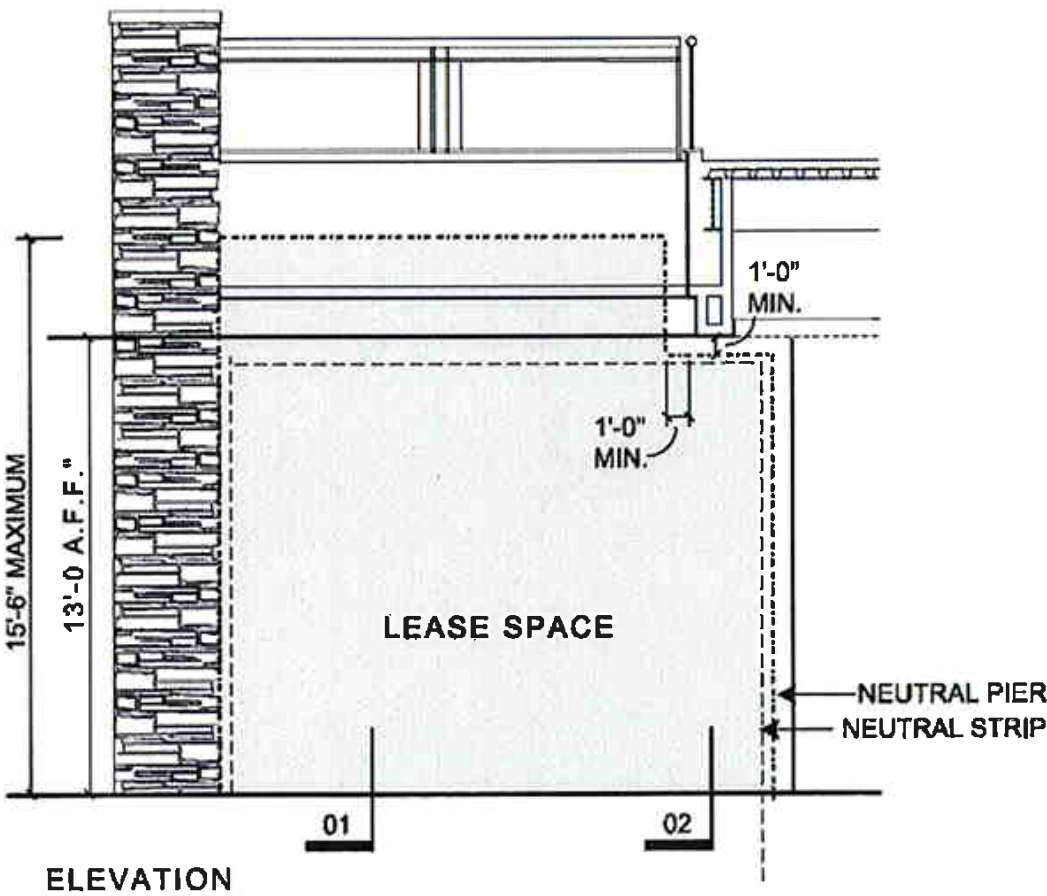 1'-0"
MIN.
1'-0"
MIN.
15'-6" MAXIMUM
13'-0 A.F.F."
LEASE SPACE
NEUTRAL PIER
NEUTRAL STRIP
01
02
ELEVATION